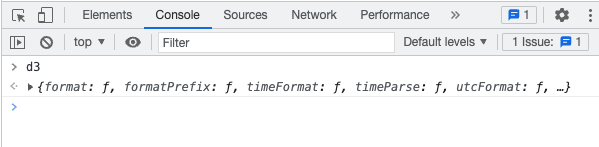 Elements Console Sources Network Performance » 1
top Filter Default levels 1 Issue: 1
> d3
{format: ƒ, formatPrefix: ƒ, timeFormat: ƒ, timeParse: ƒ, utcFormat: ƒ, …}
>